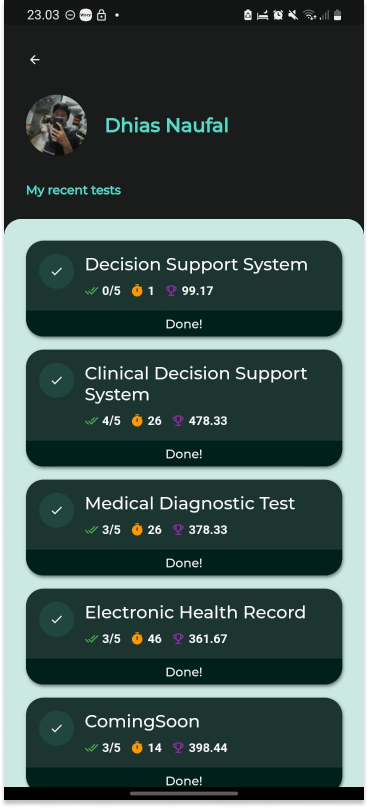 23.03
Dhias Naufal
My recent tests
Decision Support System
0/5 1 99.17
Done!
Clinical Decision Support
System
4/5 26 478.33
Done!
Medical Diagnostic Test
3/5 26 378.33
Done!
Electronic Health Record
3/5 46 361.67
Done!
ComingSoon
3/5 14 398.44
Done!